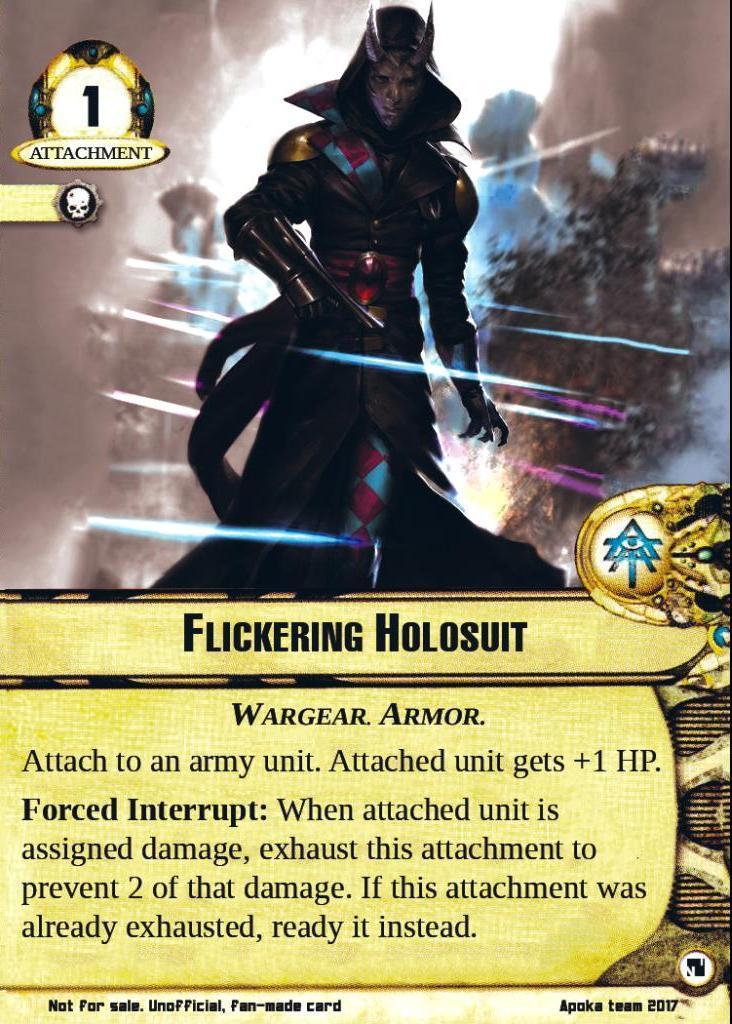 1
ATTACHMENT
FLICKERING HOLOSUIT
WARGEAR. ARMOR.
Attach to an army unit. Attached unit gets +1 HP.
Forced Interrupt: When attached unit is
assigned damage, exhaust this attachment to
prevent 2 of that damage. If this attachment was
already exhausted, ready it instead.
Not for sale. Unofficial, fan-made card
Apoka team 2017